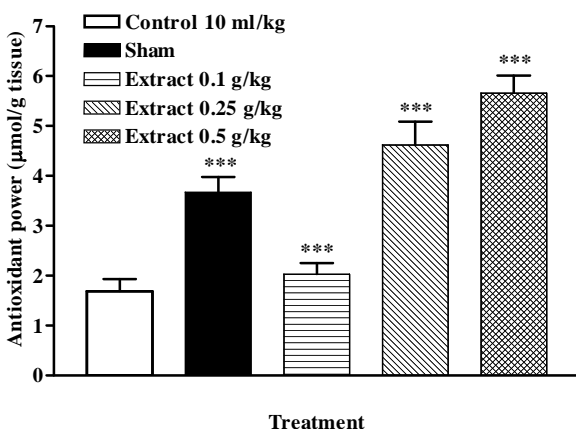 Control 10 ml/kg
Sham
Extract 0.1 g/kg
Extract 0.25 g/kg
Extract 0.5 g/kg
Antioxidant power (µmol/g tissue)
7
6
5
4
3
2
1
0
***
***
***
***
Treatment